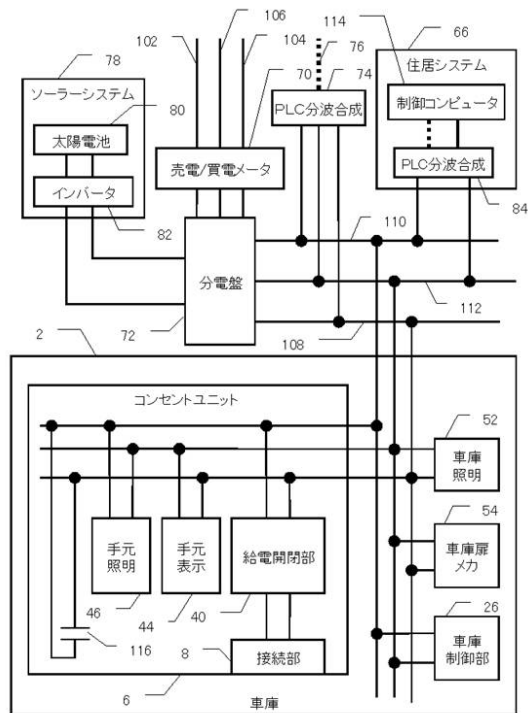 114
106
102
104
76
66
78
70
74
住居システム
ソーラーシステム
制御コンピュータ
80
PLC分波合成
太陽電池
売電/買電メータ
PLC分波合成
インバータ
84
82
110
分電盤
112
2
72
108
コンセントユニット
52
車庫
照明
54
手元
照明
手元
表示
給電開閉部
車庫扉
メカ
26
46
44
40
8
116
接続部
車庫
制御部
6
車庫